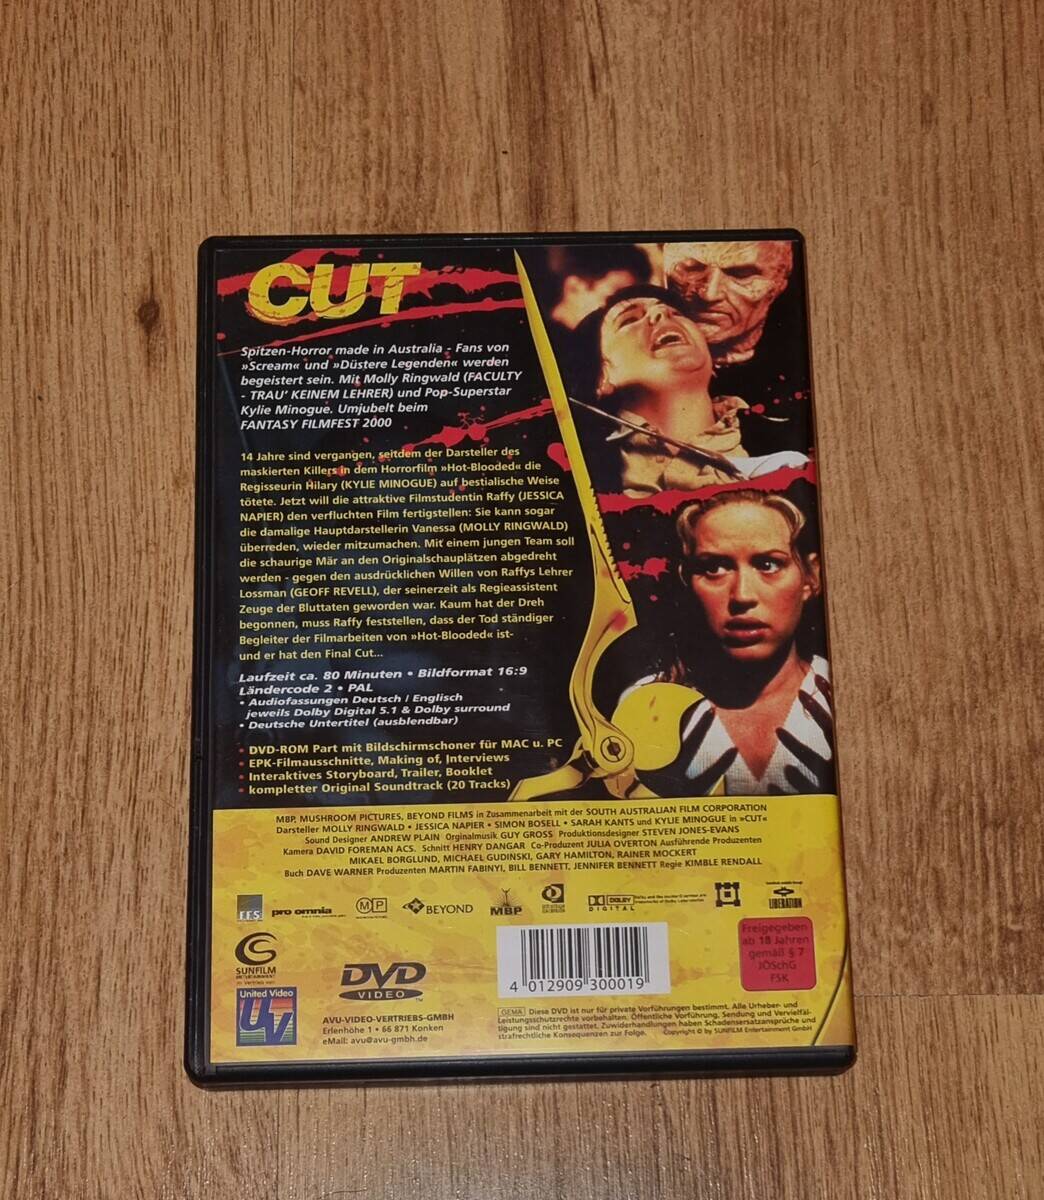 CUT
Spitzen-Horror made in Australia - Fans von
»Scream« und »Düstere Legenden« werden
begeistert sein. Mit Molly Ringwald (FACULTY
- TRAU' KEINEM LEHRER) und Pop-Superstar
Kylie Minogue. Umjubelt beim
FANTASY FILMFEST 2000
14 Jahre sind vergangen, seitdem der Darsteller des
maskierten Killers in dem Horrorfilm »Hot-Blooded« die
Regisseurin Hilary (KYLIE MINOGUE) auf bestialische Weise
tötete. Jetzt will die attraktive Filmstudentin Raffy (JESSICA
NAPIER) den verfluchten Film fertigstellen: Sie kann sogar
die damalige Hauptdarstellerin Vanessa (MOLLY RINGWALD)
überreden, wieder mitzumachen. Mit einem jungen Team soll
die schaurige Mär an den Originalschauplätzen abgedreht
werden - gegen den ausdrücklichen Willen von Raffys Lehrer
Lossman (GEOFF REVELL), der seinerzeit als Regieassistent
Zeuge der Bluttaten geworden war. Kaum hat der Dreh
begonnen, muss Raffy feststellen, dass der Tod ständiger
Begleiter der Filmarbeiten von »Hot-Blooded« ist-
und er hat den Final Cut...
Laufzeit ca. 80 Minuten • Bildformat 16:9
Ländercode 2 • PAL
• Audiofassungen Deutsch / Englisch
jeweils Dolby Digital 5.1 & Dolby surround
• Deutsche Untertitel (ausblendbar)
• DVD-ROM Part mit Bildschirmschoner für MAC u. PC
• EPK-Filmausschnitte, Making of, Interviews
• Interaktives Storyboard, Trailer, Booklet
• kompletter Original Soundtrack (20 Tracks)
MBP, MUSHROOM PICTURES, BEYOND FILMS in Zusammenarbeit mit der SOUTH AUSTRALIAN FILM CORPORATION
Darsteller MOLLY RINGWALD • JESSICA NAPIER • SIMON BOSELL • SARAH KANTS und KYLIE MINOGUE in »CUT«
Sound Designer ANDREW PLAIN Orginalmusik GUY GROSS Produktionsdesigner STEVEN JONES-EVANS
Kamera DAVID FOREMAN ACS. Schnitt HENRY DANGAR Co-Produzent JULIA OVERTON Ausführende Produzenten
MIKAEL BORGLUND, MICHAEL GUDINSKI, GARY HAMILTON, RAINER MOCKERT
Buch DAVE WARNER Produzenten MARTIN FABINYI, BILL BENNETT, JENNIFER BENNETT Regie KIMBLE RENDALL
F.F.S.
pro omnia
MP
BEYOND
MBP
DOLBY
DIGITAL
LIBERATION
SUNFILM
ENTERTAINMENT
im Vertrieb von:
United Video
UV
DVD
VIDEO
TM
AVU-VIDEO-VERTRIEBS-GMBH
Erlenhöhe 1 • 66 871 Konken
eMail: avu@avu-gmbh.de
4 012909 300019
Freigegeben
ab 18 Jahren
gemäß § 7
JÖSchG
FSK
GEMA Diese DVD ist nur für private Vorführungen bestimmt. Alle Urheber- und
Leistungsschutzrechte vorbehalten. Öffentliche Vorführung, Sendung und Vervielfäl-
tigung sind nicht gestattet. Zuwiderhandlungen haben Schadensersatzansprüche und
strafrechtliche Konsequenzen zur Folge. Copyright © by SUNFILM Entertainment GmbH